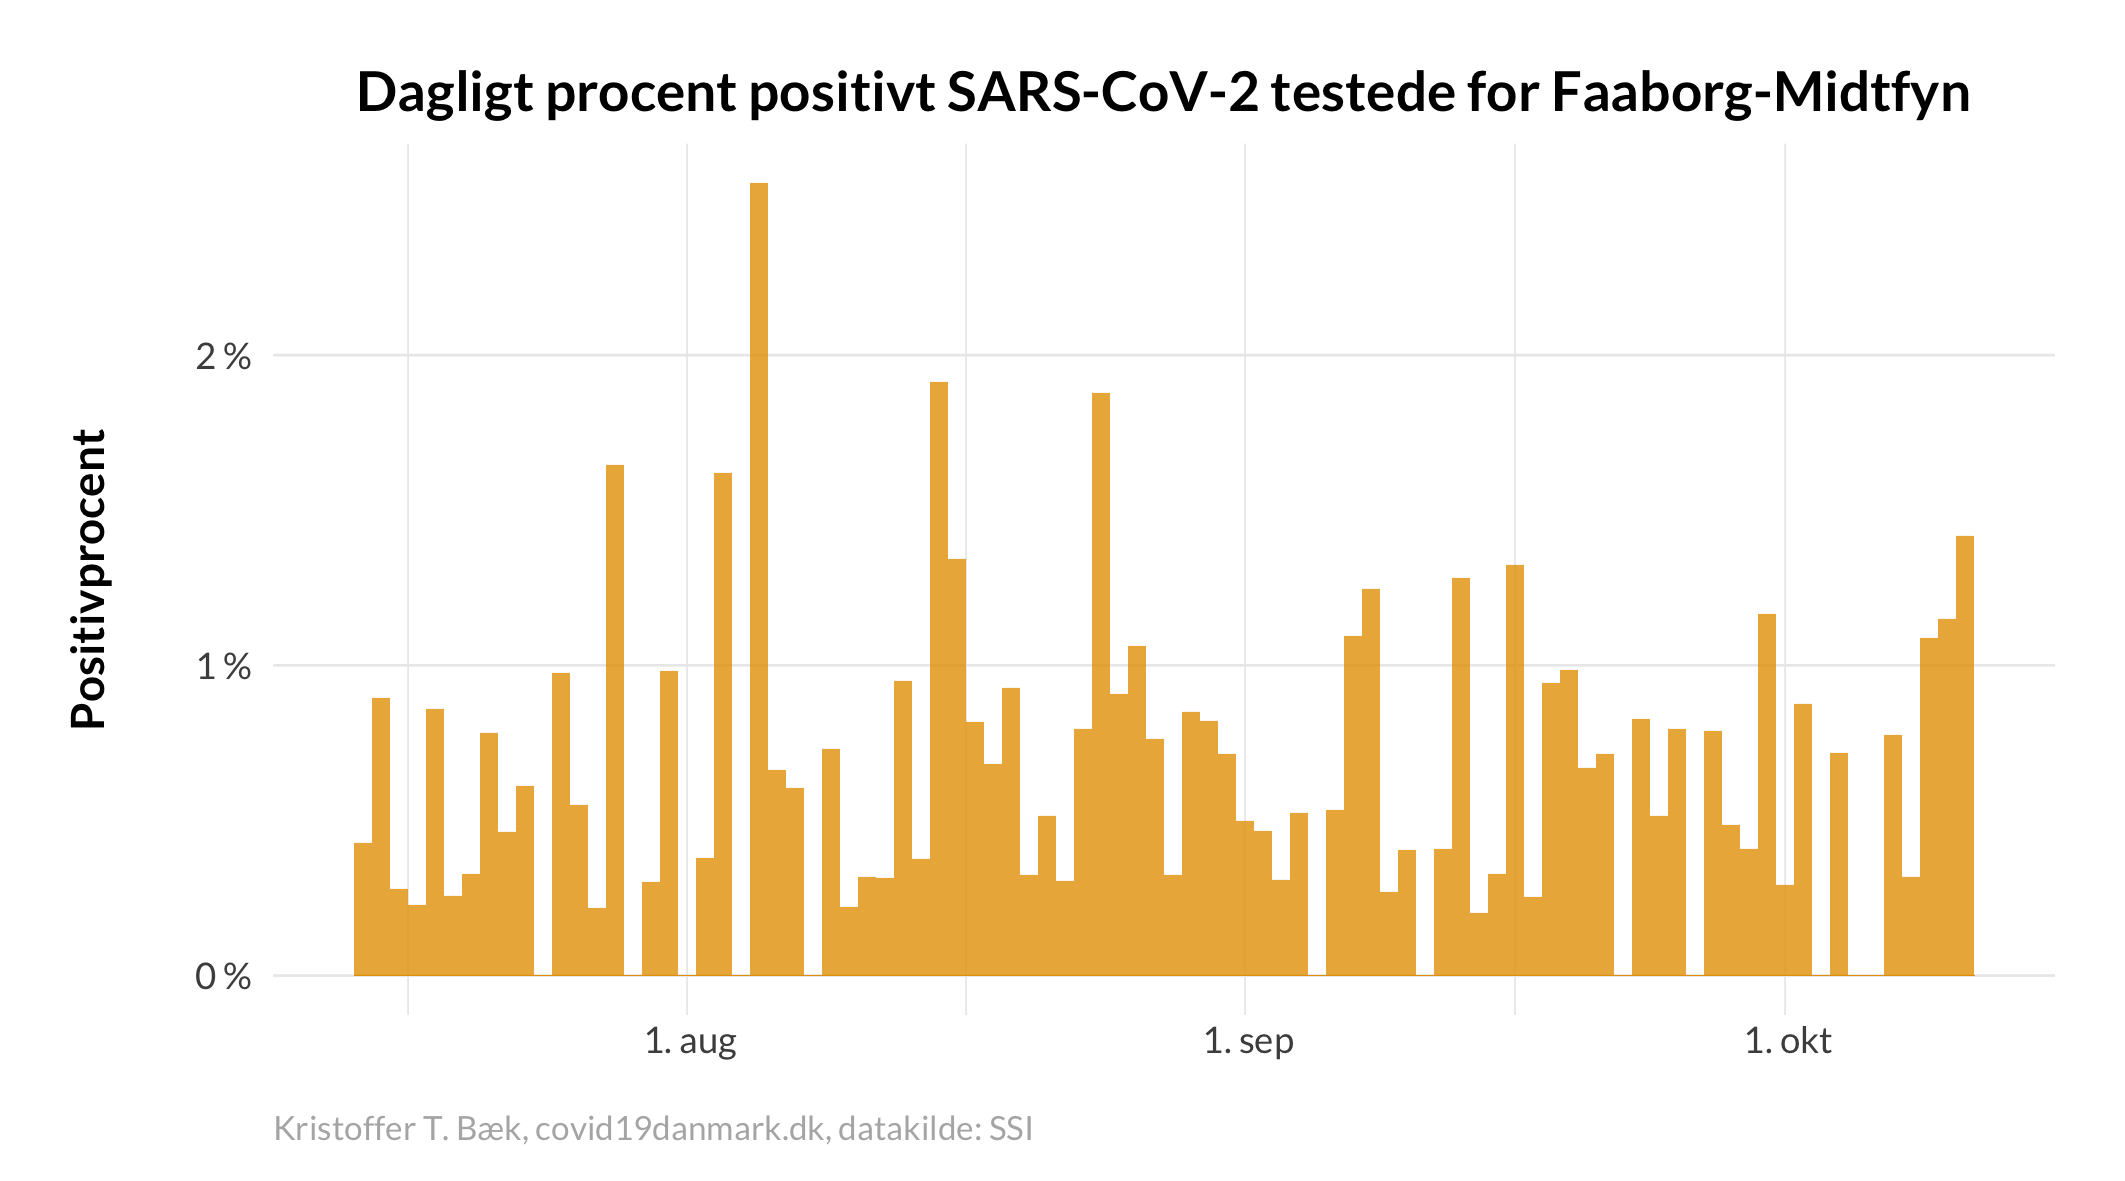 Dagligt procent positivt SARS-CoV-2 testede for Faaborg-Midtfyn
Positivprocent
2 %
1 %
0 %
1. aug
1. sep
1. okt
Kristoffer T. Bæk, covid19danmark.dk, datakilde: SSI